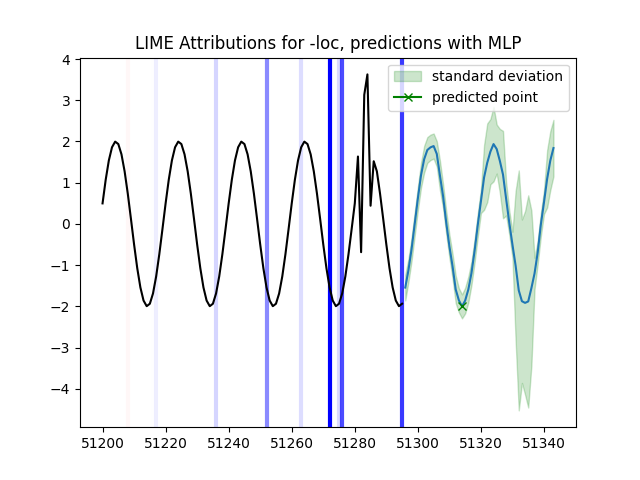 LIME Attributions for -loc, predictions with MLP
standard deviation
predicted point
4
3
2
1
0
−1
−2
−3
−4
51200 51220 51240 51260 51280 51300 51320 51340